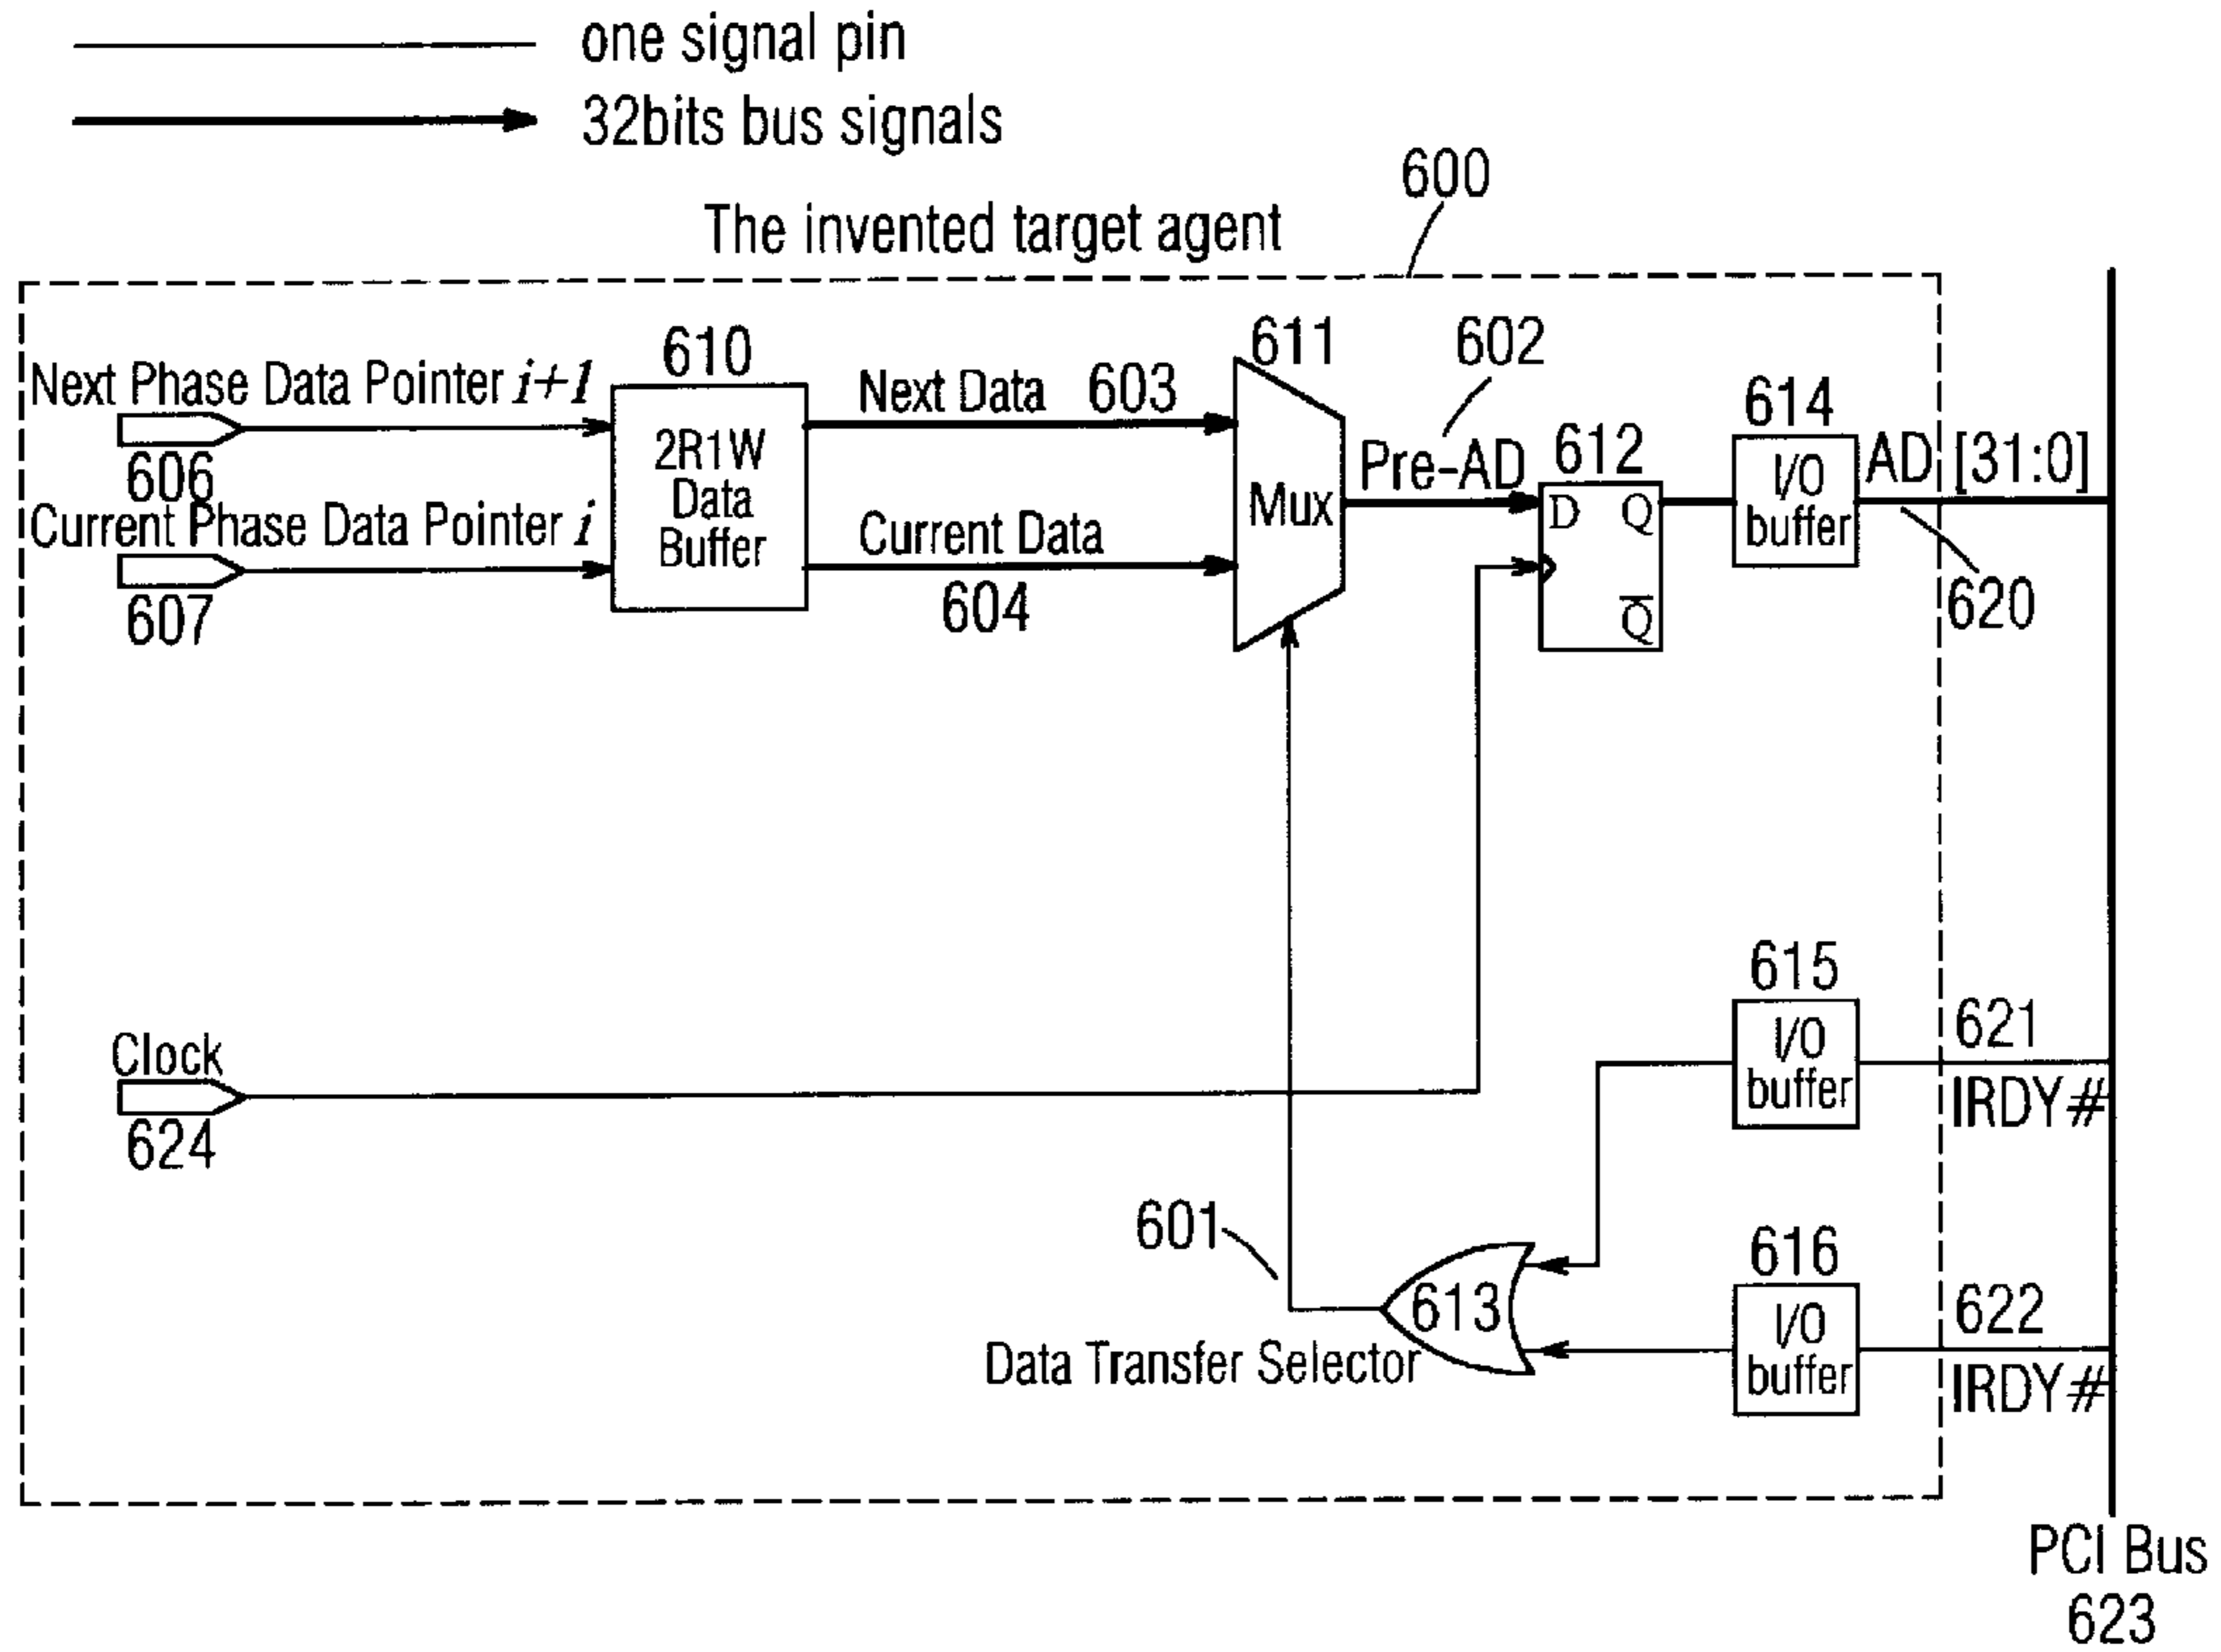 one signal pin
32bits bus signals
600
The invented target agent
Next Phase Data Pointer i+1
606
Current Phase Data Pointer i
607
610
2R1W
Data
Buffer
Next Data 603
Current Data
604
611
Mux
602
Pre-AD
612
D Q
Q̅
614
I/O
buffer
AD [31:0]
620
Clock
624
615
I/O
buffer
621
IRDY#
601
613
Data Transfer Selector
616
I/O
buffer
622
IRDY#
PCI Bus
623